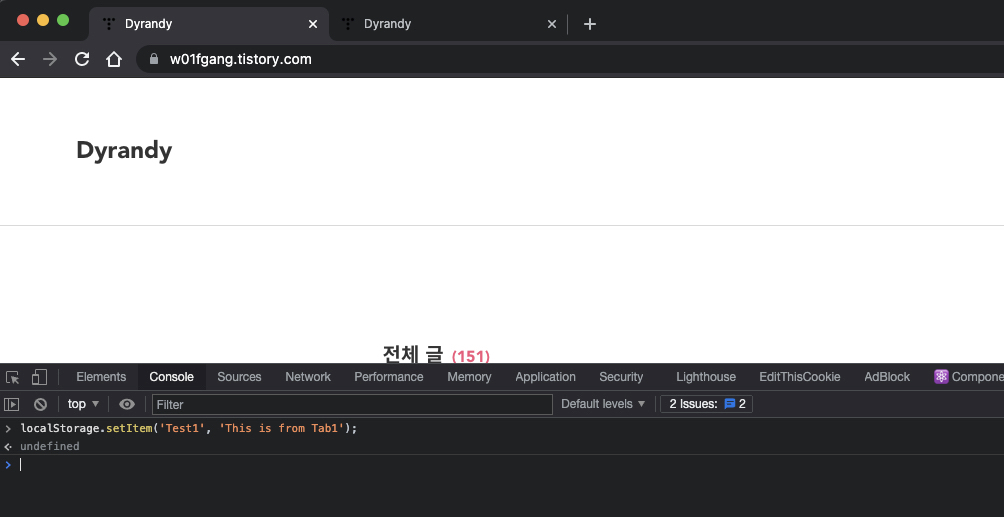 Dyrandy
Dyrandy
w01fgang.tistory.com
Dyrandy
전체 글 (151)
Elements Console Sources Network Performance Memory Application Security Lighthouse EditThisCookie AdBlock Compone
top Filter Default levels 2 Issues: 2
localStorage.setItem('Test1', 'This is from Tab1');
undefined